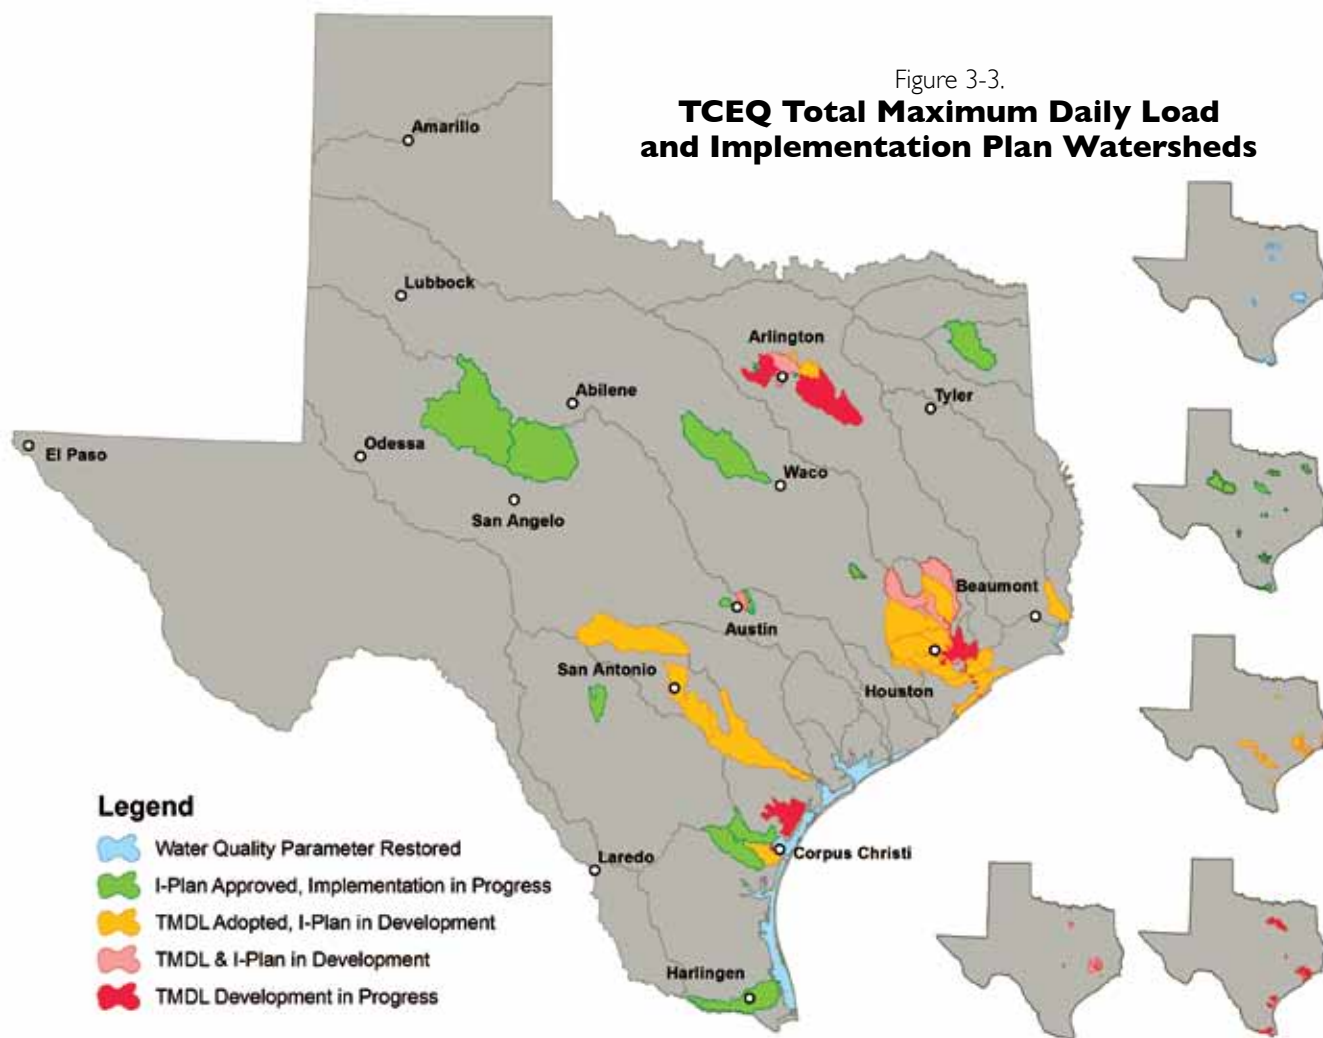 Figure 3-3.
TCEQ Total Maximum Daily Load
and Implementation Plan Watersheds
Amarillo
Lubbock
Arlington
Abilene
Tyler
Odessa
El Paso
Waco
San Angelo
Beaumont
Austin
San Antonio
Houston
Legend
Water Quality Parameter Restored
I-Plan Approved, Implementation in Progress
TMDL Adopted, I-Plan in Development
TMDL & I-Plan in Development
TMDL Development in Progress
Laredo
Corpus Christi
Harlingen